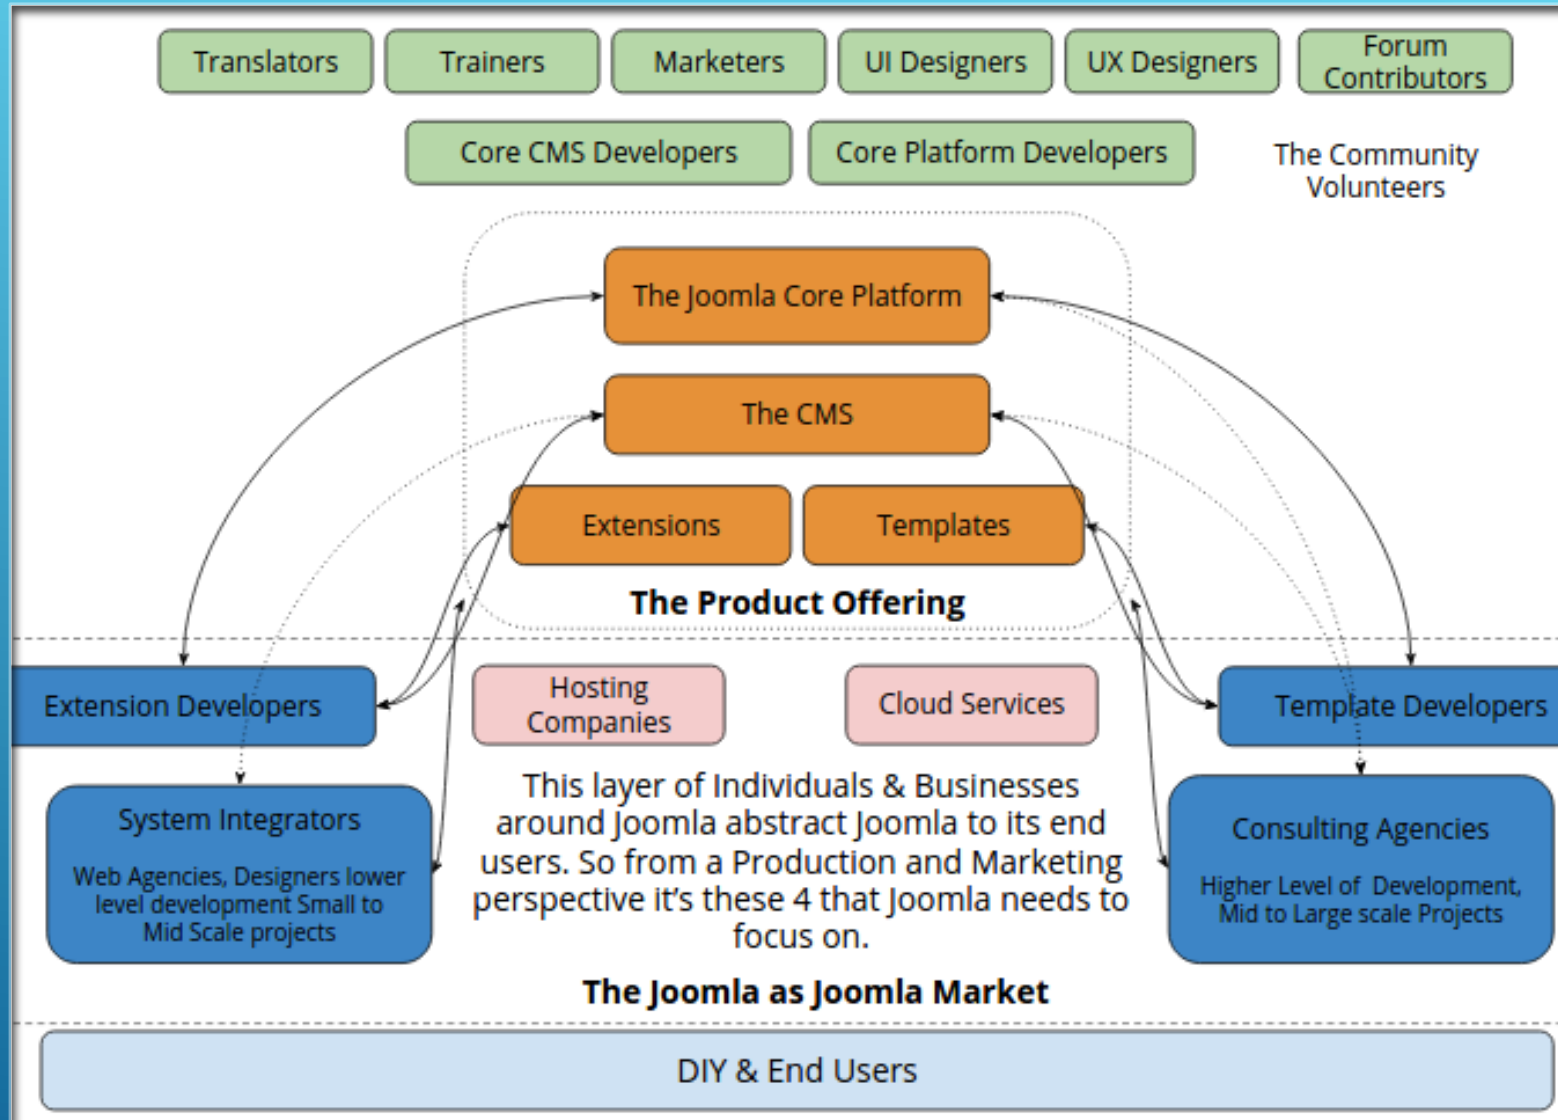 Translators
Trainers
Marketers
UI Designers
UX Designers
Forum
Contributors
Core CMS Developers
Core Platform Developers
The Community
Volunteers
The Joomla Core Platform
The CMS
Extensions
Templates
The Product Offering
Extension Developers
Hosting
Companies
Cloud Services
Template Developers
System Integrators
Web Agencies, Designers lower
level development Small to
Mid Scale projects
This layer of Individuals & Businesses
around Joomla abstract Joomla to its end
users. So from a Production and Marketing
perspective it’s these 4 that Joomla needs to
focus on.
Consulting Agencies
Higher Level of Development,
Mid to Large scale Projects
The Joomla as Joomla Market
DIY & End Users